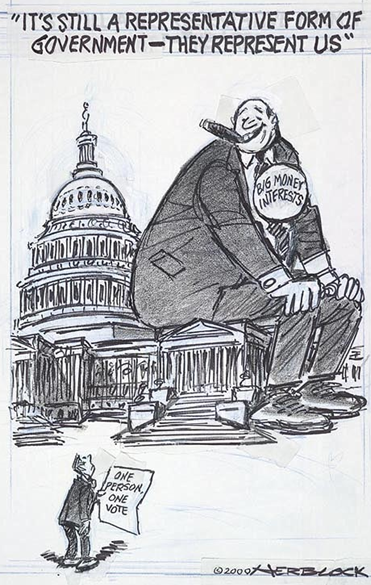 "IT'S STILL A REPRESENTATIVE FORM OF
GOVERNMENT—THEY REPRESENT US"
BIG MONEY
INTERESTS
ONE
PERSON,
ONE
VOTE
©2000 HERBLOCK